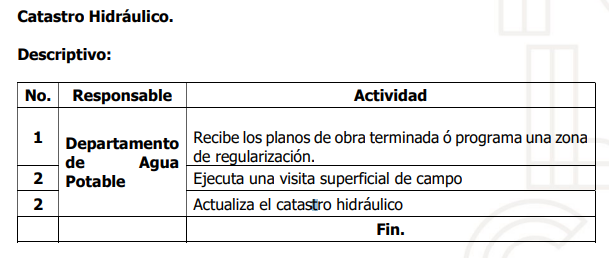 Catastro Hidráulico.
Descriptivo:
No. Responsable Actividad
1 Departamento de Agua Potable Recibe los planos de obra terminada ó programa una zona
de regularización.
2 Ejecuta una visita superficial de campo
2 Actualiza el catastro hidráulico
Fin.